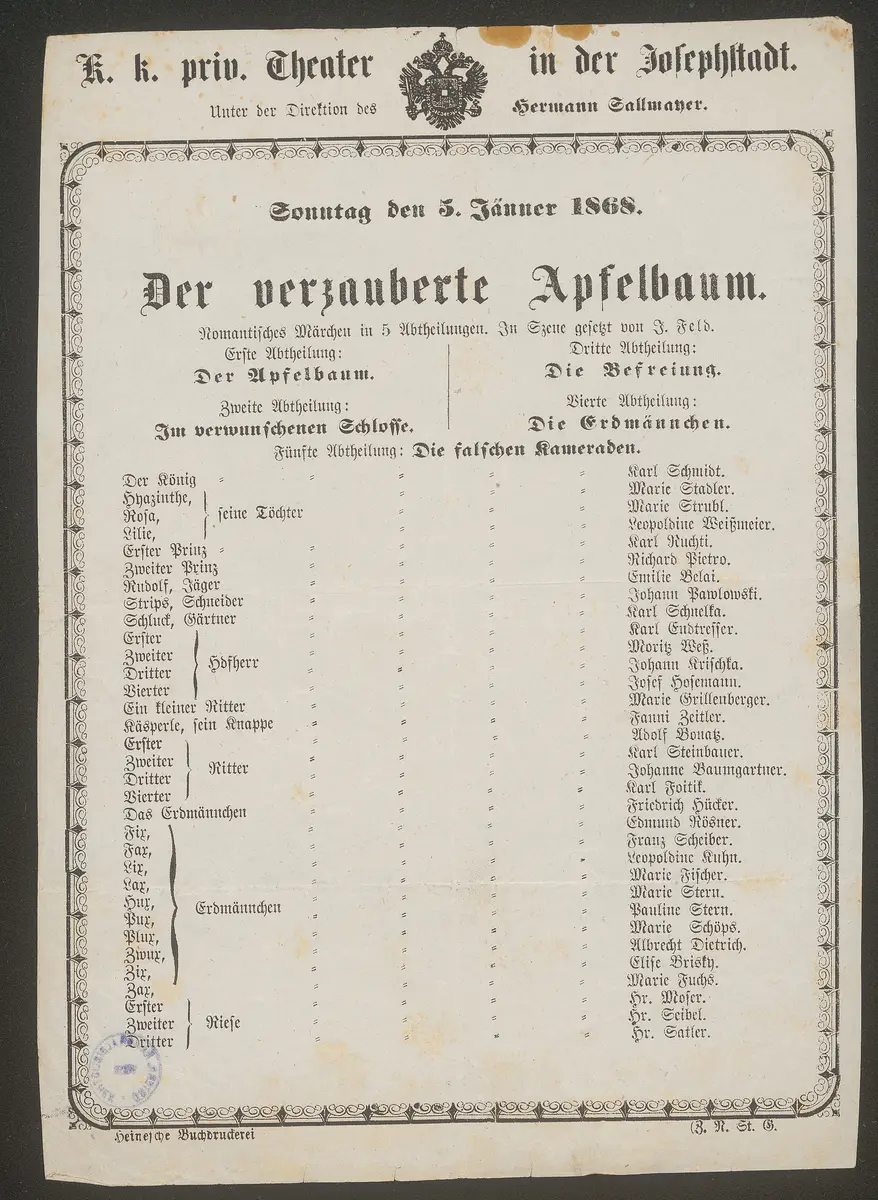 K. k. priv. Theater in der Josephstadt.
Unter der Direktion des Hermann Sallmayer.
Sonntag den 5. Jänner 1868.
Der verzauberte Apfelbaum.
Romantisches Märchen in 5 Abtheilungen. In Szene gesetzt von J. Feld.
Erste Abtheilung:
Der Apfelbaum.
Zweite Abtheilung:
Im verwunschenen Schlosse.
Dritte Abtheilung:
Die Befreiung.
Vierte Abtheilung:
Die Erdmännchen.
Fünfte Abtheilung: Die falschen Kameraden.
Der König " " " " Karl Schmidt.
Hyazinthe, Marie Stadler.
Rosa, seine Töchter Marie Strubl.
Lilie, Leopoldine Weißmeier.
Erster Prinz " " " " Karl Ruchti.
Zweiter Prinz " " " Richard Pietro.
Rudolf, Jäger " " " Emilie Belai.
Strips, Schneider " " " Johann Pawlowski.
Schluck, Gärtner " " " Karl Schnelka.
Erster " " " Karl Endtresser.
Zweiter Hofherr " " " Moritz Weß.
Dritter " " " Johann Krischka.
Vierter " " " Josef Hosemann.
Ein kleiner Ritter " " " Marie Grillenberger.
Käsperle, sein Knappe " " " Fanni Zeitler.
Erster " " " Adolf Bonatz.
Zweiter Ritter " " " Karl Steinbauer.
Dritter " " " Johanne Baumgartner.
Vierter " " " Karl Foitik.
Das Erdmännchen " " " Friedrich Hücker.
Fix, " " " Edmund Rösner.
Fax, " " " Franz Scheiber.
Lix, " " " Leopoldine Kuhn.
Lax, " " " Marie Fischer.
Hux, Erdmännchen " " " Marie Stern.
Pux, " " " Pauline Stern.
Plux, " " " Marie Schöps.
Zwux, " " " Albrecht Dietrich.
Zix, " " " Elise Brisky.
Zax, " " " Marie Fuchs.
Erster " " " Hr. Moser.
Zweiter Riese " " " Hr. Seibel.
Dritter " " " Hr. Satler.
Heinesche Buchdruckerei
(Z. N. St. G.